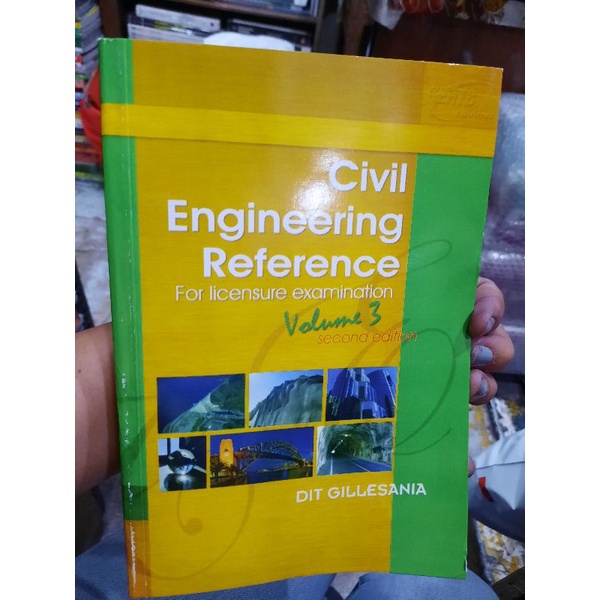 Civil
Engineering
Reference
For licensure examination
Volume 3
second edition
DIT GILLESANIA